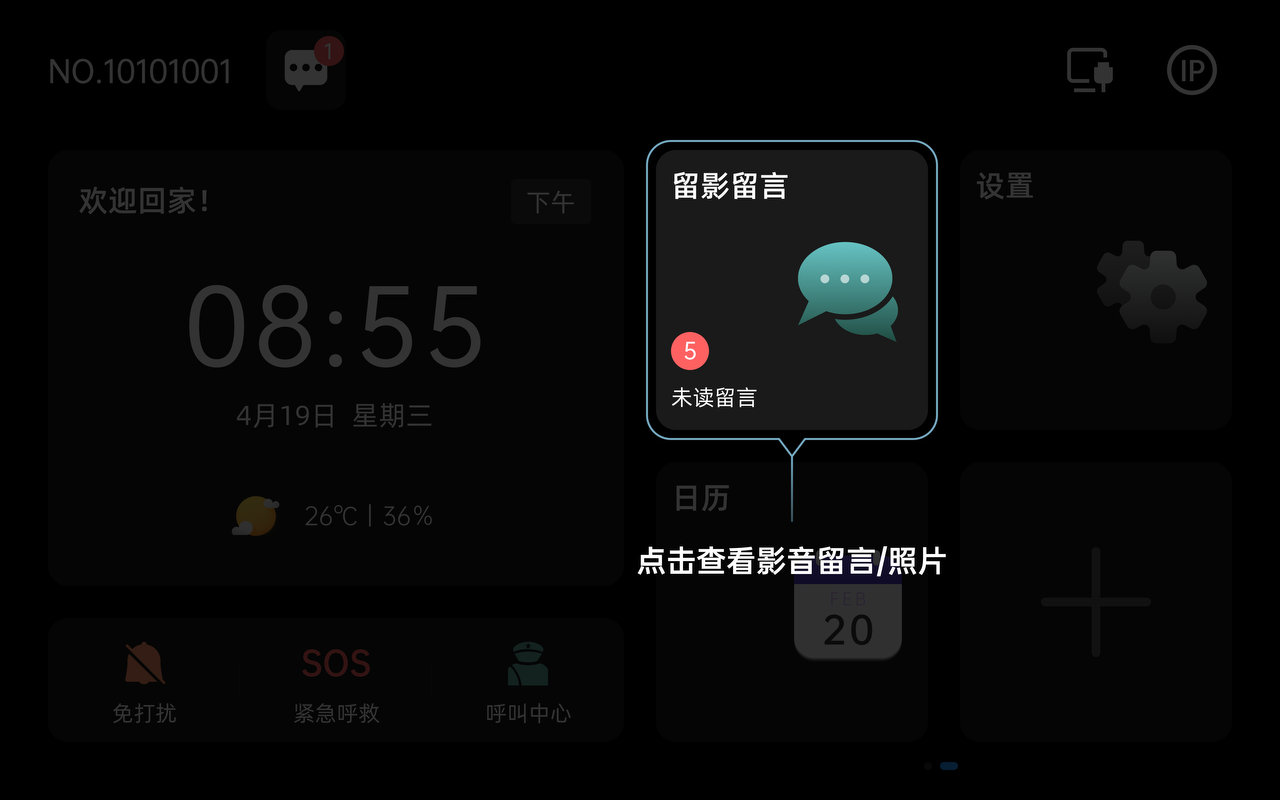 NO.10101001
1
IP
欢迎回家！
下午
08:55
4月19日 星期三
26℃ | 36%
免打扰
SOS
紧急呼救
呼叫中心
留影留言
5
未读留言
设置
日历
点击查看影音留言/照片
FEB
20